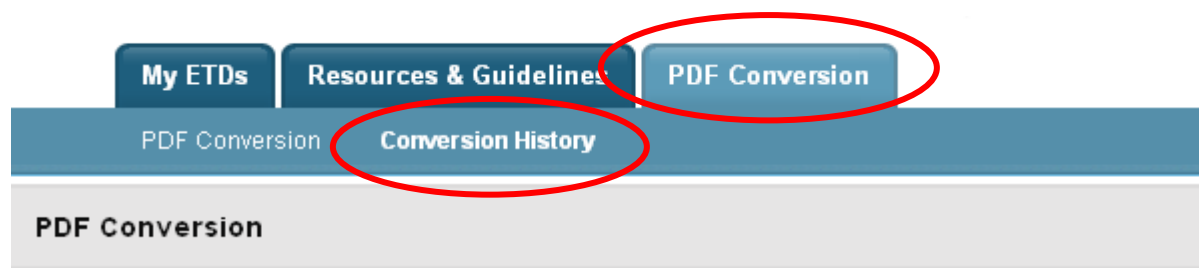 My ETDs Resources & Guidelines PDF Conversion
PDF Conversion Conversion History
PDF Conversion